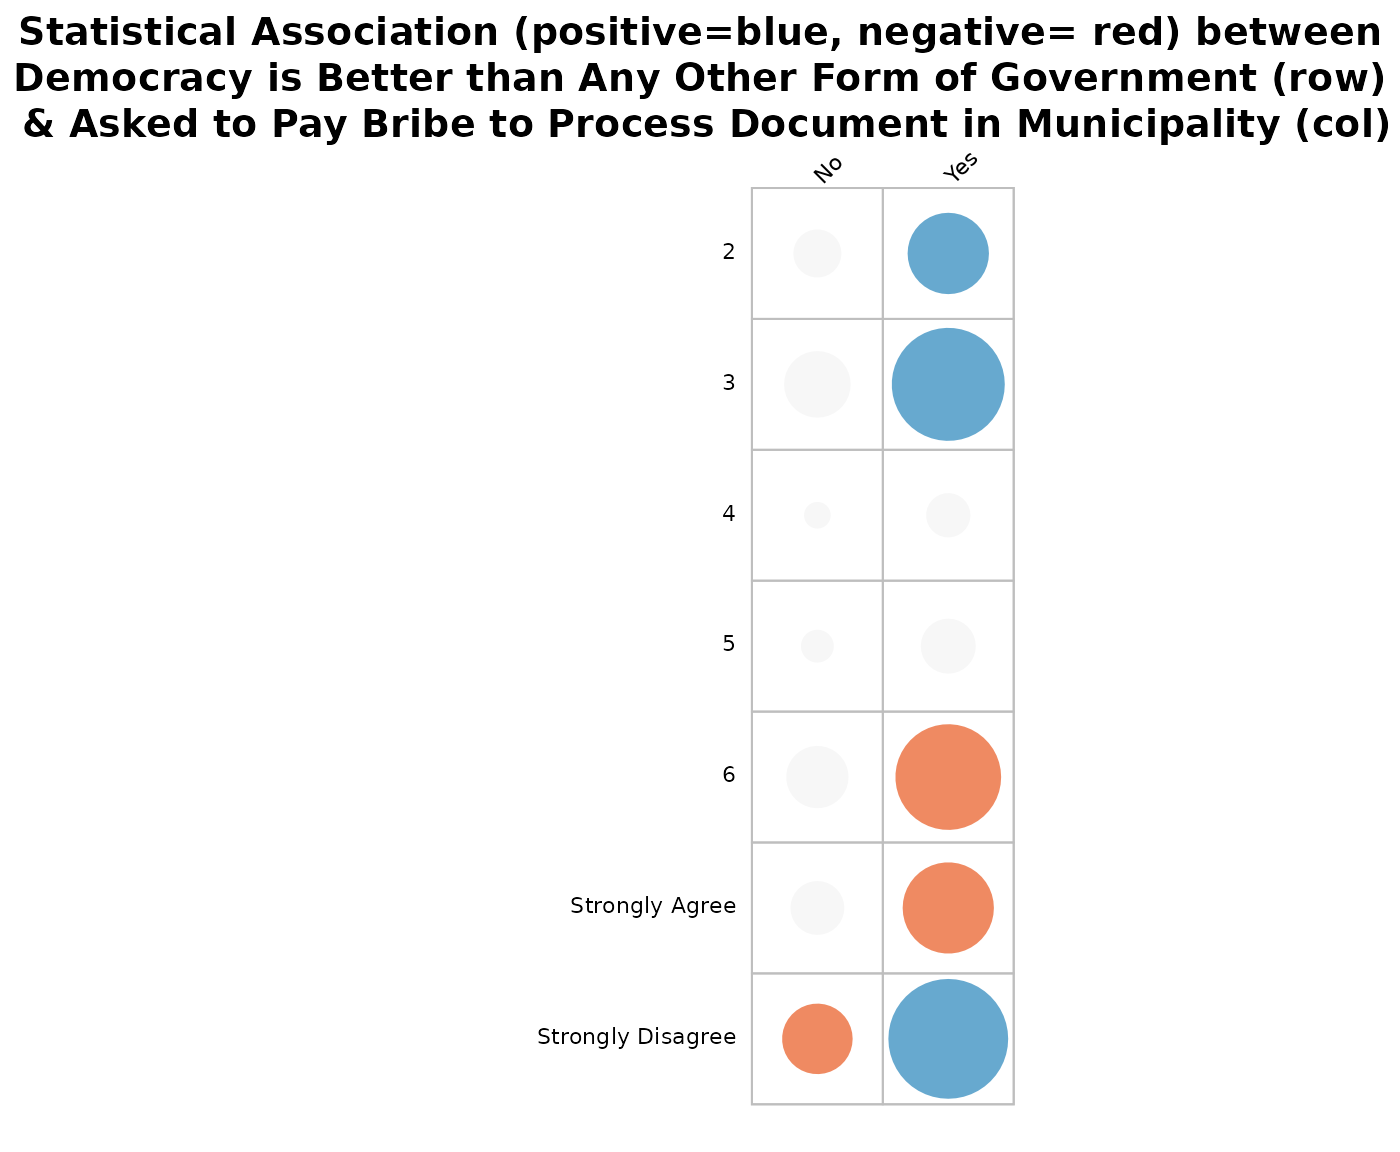 Statistical Association (positive=blue, negative= red) between
Democracy is Better than Any Other Form of Government (row)
& Asked to Pay Bribe to Process Document in Municipality (col)
No Yes
2
3
4
5
6
Strongly Agree
Strongly Disagree